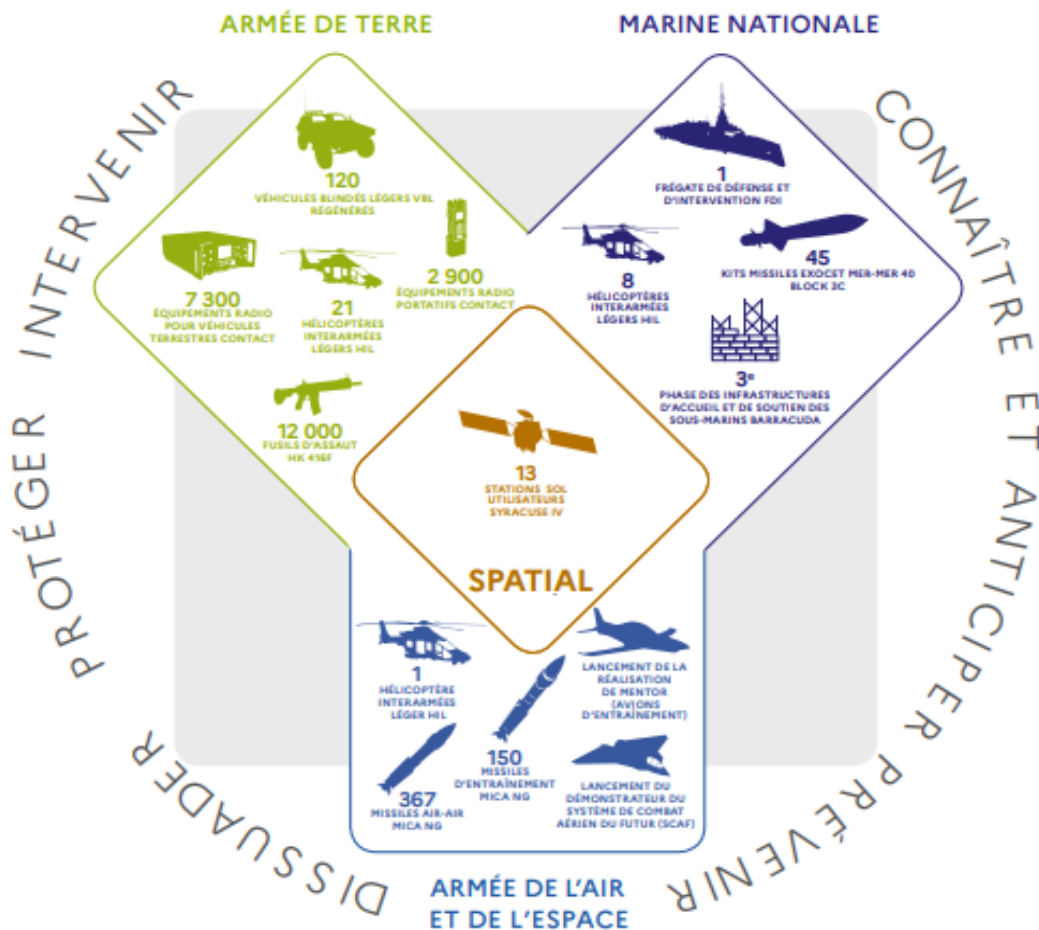 ARMÉE DE TERRE
MARINE NATIONALE
PROTÉGER INTERVENIR
CONNAÎTRE ET ANTICIPER
PRÉVENIR
DISSUADER
120
VÉHICULES BLINDÉS LÉGERS VBL
RÉGÉNÉRÉS
7 300
ÉQUIPEMENTS RADIO
POUR VÉHICULES
TERRESTRES CONTACT
21
HÉLICOPTÈRES
INTERARMÉES
LÉGERS HIL
2 900
ÉQUIPEMENTS RADIO
PORTATIFS CONTACT
12 000
FUSILS D'ASSAUT
HK 416F
1
FRÉGATE DE DÉFENSE ET
D'INTERVENTION FDI
8
HÉLICOPTÈRES
INTERARMÉES
LÉGERS HIL
45
KITS MISSILES EXOCET MER-MER 40
BLOCK 3C
3e
PHASE DES INFRASTRUCTURES
D'ACCUEIL ET DE SOUTIEN DES
SOUS-MARINS BARRACUDA
13
STATIONS SOL
UTILISATEURS
SYRACUSE IV
SPATIAL
1
HÉLICOPTÈRE
INTERARMÉES
LÉGER HIL
367
MISSILES AIR-AIR
MICA NG
150
MISSILES
D'ENTRAÎNEMENT
MICA NG
LANCEMENT DE LA
RÉALISATION
DE MENTOR
(AVIONS
D'ENTRAÎNEMENT)
LANCEMENT DU
DÉMONSTRATEUR DU
SYSTÈME DE COMBAT
AÉRIEN DU FUTUR (SCAF)
ARMÉE DE L'AIR
ET DE L'ESPACE